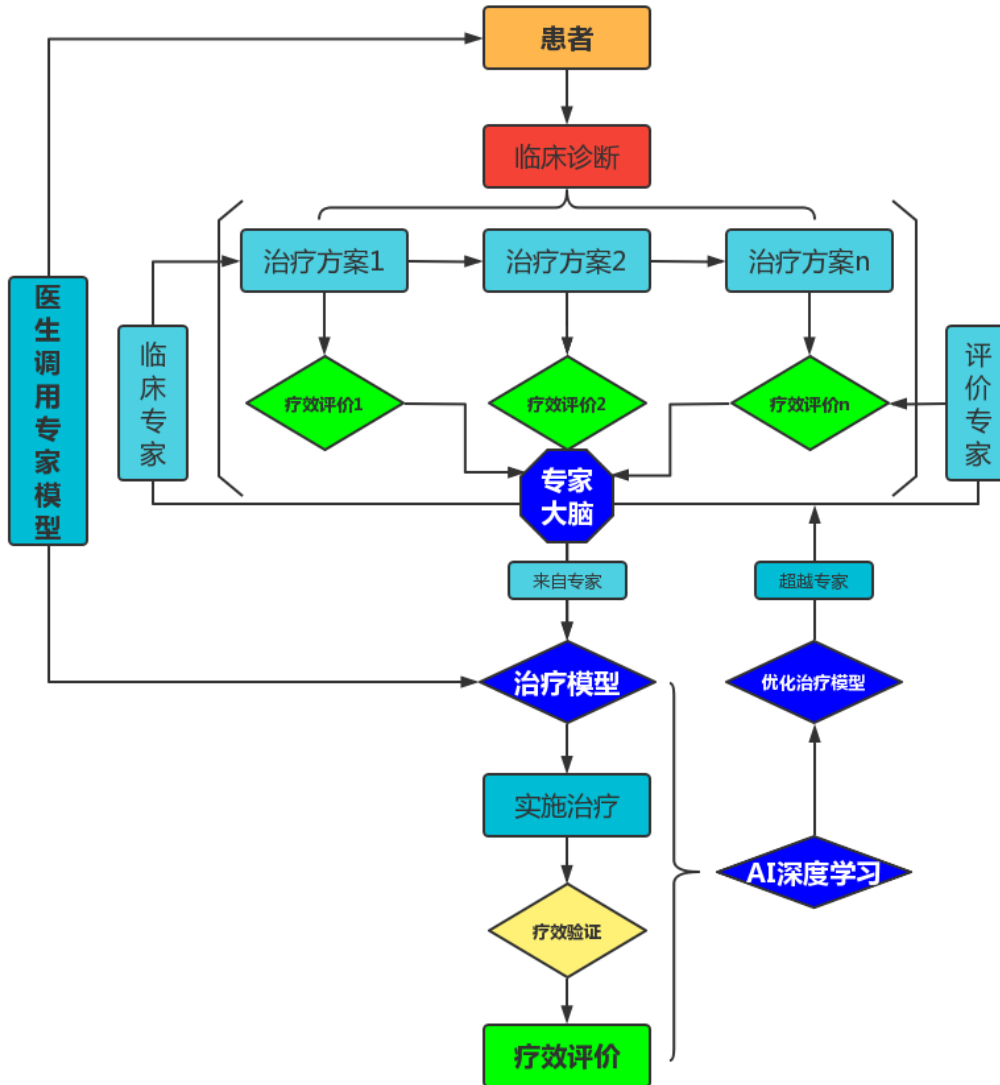 患者
临床诊断
治疗方案1
治疗方案2
治疗方案n
医生调用专家模型
临床专家
评价专家
疗效评价1
疗效评价2
疗效评价n
专家
大脑
来自专家
超越专家
治疗模型
优化治疗模型
实施治疗
AI深度学习
疗效验证
疗效评价